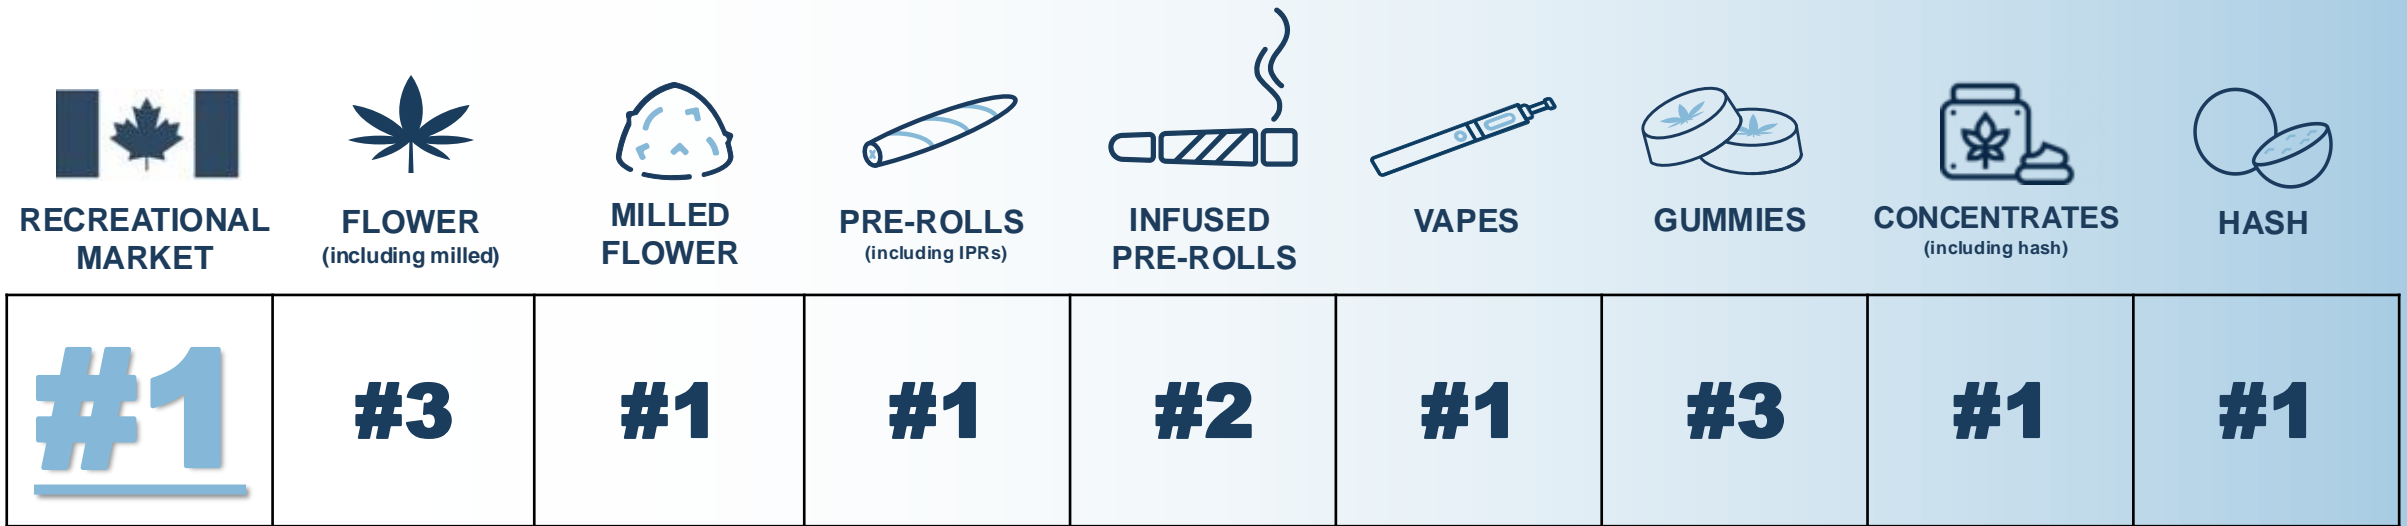 RECREATIONAL
MARKET
FLOWER
(including milled)
MILLED
FLOWER
PRE-ROLLS
(including IPRs)
INFUSED
PRE-ROLLS
VAPES
GUMMIES
CONCENTRATES
(including hash)
HASH
#1
#3
#1
#1
#2
#1
#3
#1
#1